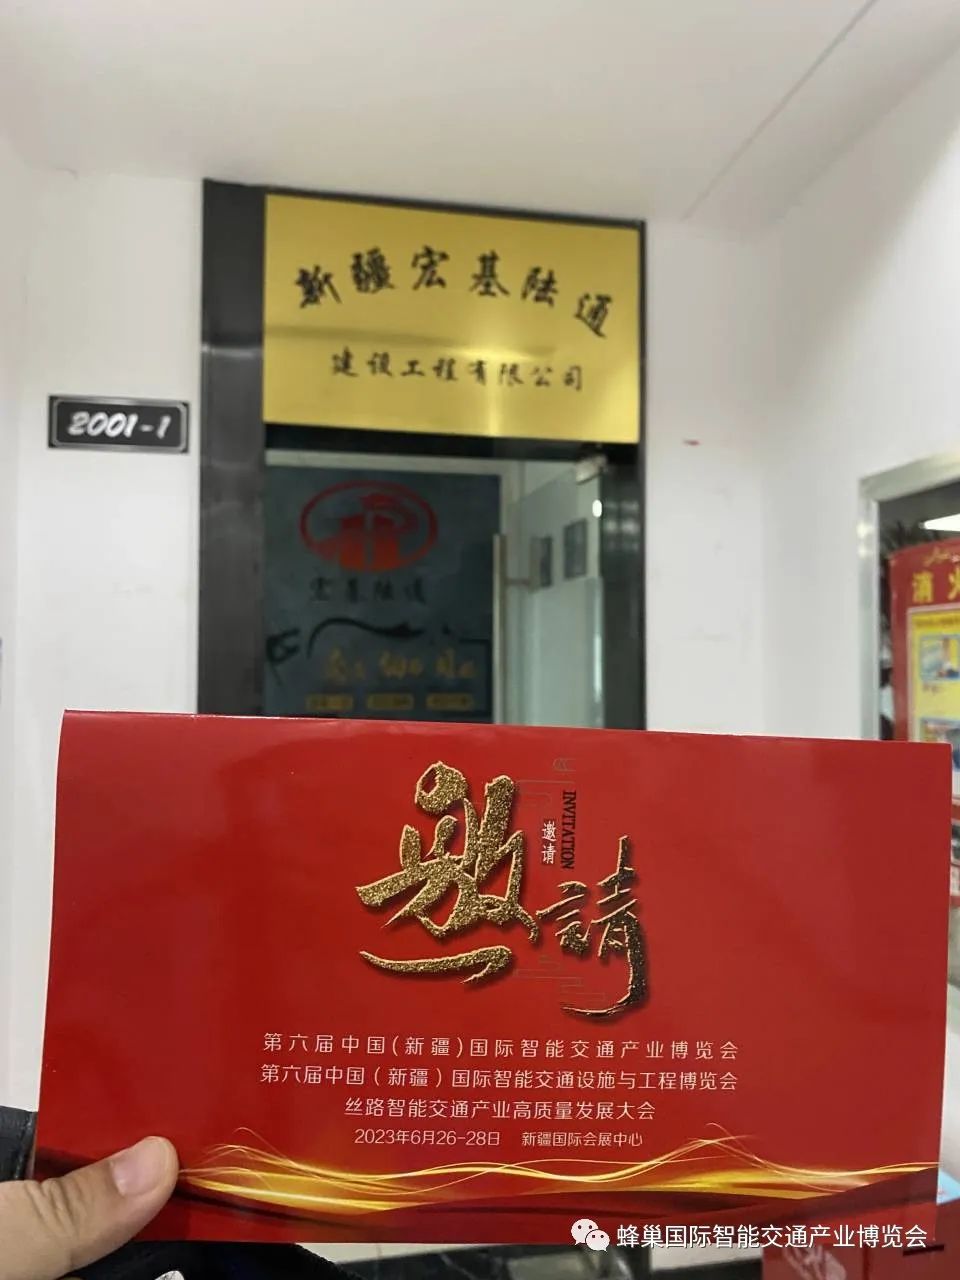 新疆宏基陆通
建设工程有限公司
2001-1
宏基陆通
消火
邀請
邀请
INVITATION
第六届中国(新疆)国际智能交通产业博览会
第六届中国(新疆)国际智能交通设施与工程博览会
丝路智能交通产业高质量发展大会
2023年6月26-28日 新疆国际会展中心
蜂巢国际智能交通产业博览会